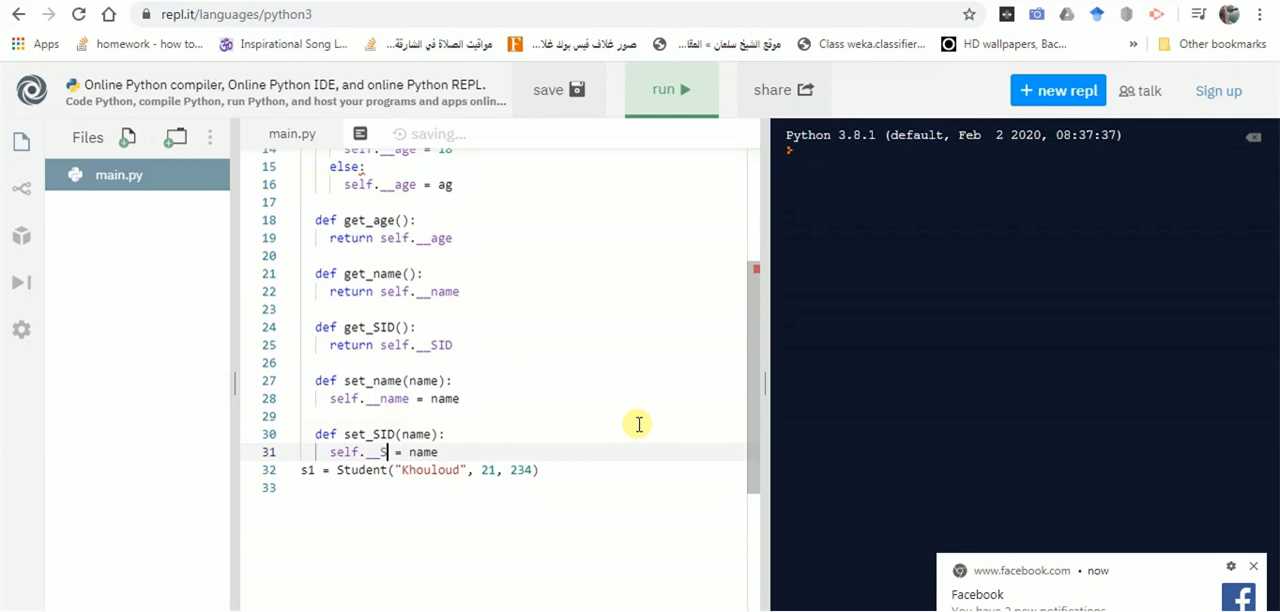 repl.it/languages/python3
Apps
homework - how to...
Inspirational Song L...
مواقيت الصلاة في الشارقة...
صور غلاف فيس بوك غلا...
موقع الشيخ سلمان » المقا...
Class weka.classifier...
HD wallpapers, Bac...
»
Other bookmarks
Online Python compiler, Online Python IDE, and online Python REPL.
Code Python, compile Python, run Python, and host your programs and apps onlin...
save
run
share
+ new repl
talk
Sign up
Files
main.py
main.py
saving...
14 self.__age = 18
15 else:
16 self.__age = ag
17
18 def get_age():
19 return self.__age
20
21 def get_name():
22 return self.__name
23
24 def get_SID():
25 return self.__SID
26
27 def set_name(name):
28 self.__name = name
29
30 def set_SID(name):
31 self.__S = name
32 s1 = Student("Khouloud", 21, 234)
33
Python 3.8.1 (default, Feb 2 2020, 08:37:37)
www.facebook.com • now
Facebook
You have 2 new notifications